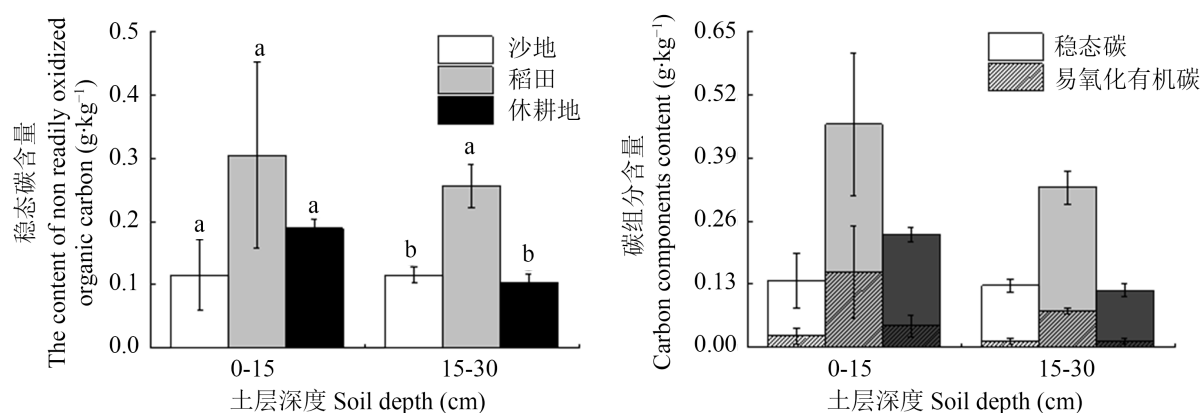 稳态碳含量
The content of non readily oxidized
organic carbon (g·kg⁻¹)
0.5
0.4
0.3
0.2
0.1
0.0
沙地
稻田
休耕地
a
a
a
a
b
b
0-15
15-30
土层深度 Soil depth (cm)
碳组分含量
Carbon components content (g·kg⁻¹)
0.65
0.52
0.39
0.26
0.13
0.00
稳态碳
易氧化有机碳
0-15
15-30
土层深度 Soil depth (cm)